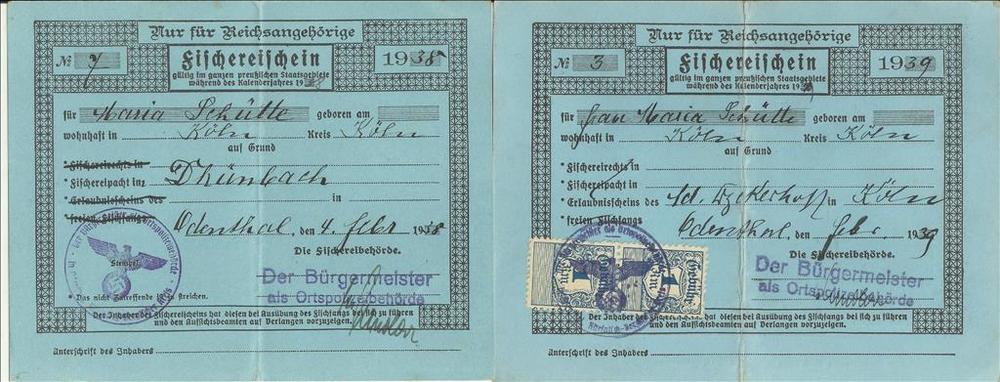 Nur für Reichsangehörige
№ 7
Fischereischein
1938
gültig im ganzen preußischen Staatsgebiete
während des Kalenderjahres 1938
für Maria Schütte geboren am
wohnhaft in Köln Kreis Köln
auf Grund
* Fischereirechts in
* Fischereipacht in: Dhünbach
* Erlaubnisscheins des in
* freien Fischfangs
Odenthal, den 4. Febr 1938
Die Fischereibehörde.
Stempel
Der Bürgermeister
als Ortspolizeibehörde
* Das nicht Zutreffende ist zu streichen.
Der Inhaber des Fischereischeins hat diesen bei Ausübung des Fischfangs bei sich zu führen
und den Aufsichtsbeamten auf Verlangen vorzuzeigen.
Unterschrift des Inhabers
Nur für Reichsangehörige
№ 3
Fischereischein
1939
gültig im ganzen preußischen Staatsgebiete
während des Kalenderjahres 193
für Frau Maria Schütte geboren am
wohnhaft in Köln Kreis Köln
auf Grund
* Fischereirechts in
* Fischereipacht in
* Erlaubnisscheins des in Köln
* freien Fischfangs
Odenthal, den Febr. 1939
Die Fischereibehörde.
Der Bürgermeister
als Ortspolizeibehörde
1
1
Der Inhaber des Fischereischeins hat diesen bei Ausübung des Fischfangs bei sich zu führen
und den Aufsichtsbeamten auf Verlangen vorzuzeigen.
Unterschrift des Inhabers